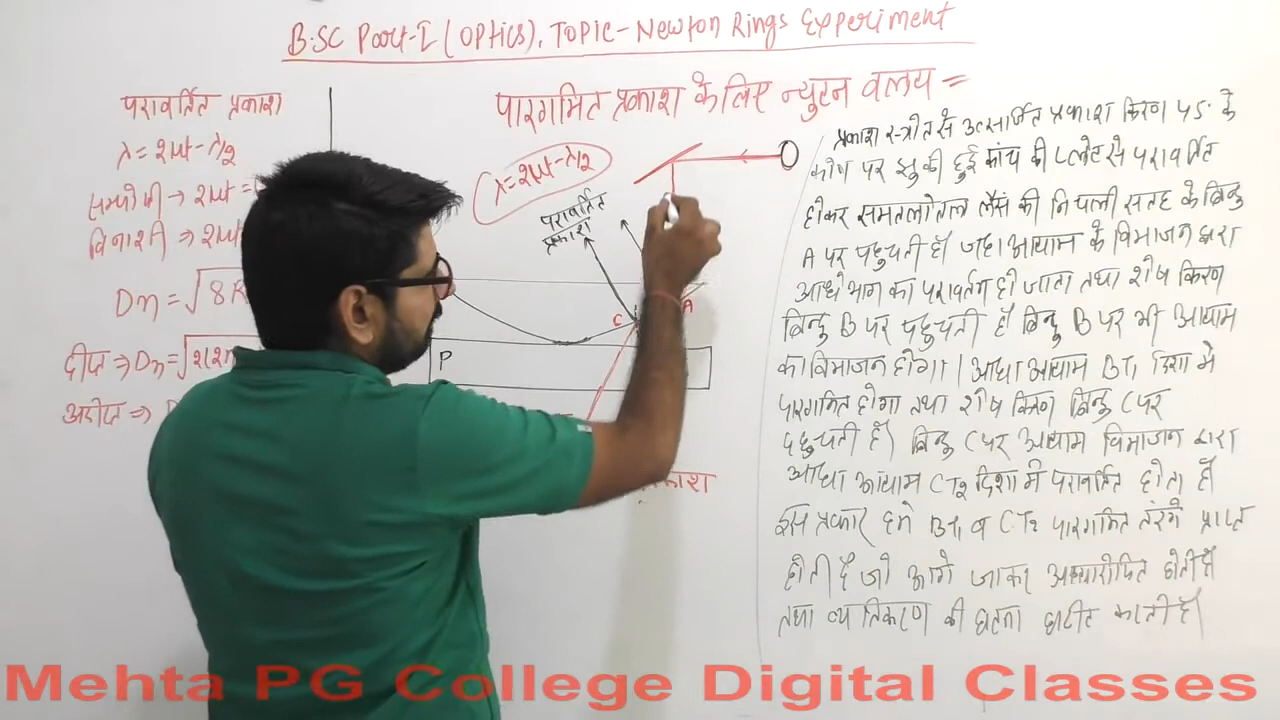 B.SC Part-I (Optics), Topic - Newton Rings Experiment
पारगमित प्रकाश के लिए न्यूटन वलय =
परावर्तित प्रकाश
λ = 2μt - λ/2
सम्पोषी → 2μt =
विनाशी → 2μt
Dn = √8R
दीप्त ⇒ Dn = √2(2n
अदीप्त ⇒ D
λ = 2μt - λ/2
परावर्तित
प्रकाश
C
A
P
प्रकाश स्त्रोत से उत्सर्जित प्रकाश किरण 45° के
कोण पर झुकी हुई कांच की प्लेट से परावर्तित
होकर समतलोतल लैंस की निचली सतह के बिन्दु
A पर पहुचती हैं जहा आयाम के विभाजन द्वारा
आधे भाग का परावर्तन हो जाता तथा शेष किरण
बिन्दु B पर पहुचती हैं बिन्दु B पर भी आयाम
का विभाजन होगा। आधा आयाम BT1 दिशा मे
पारगमित होगा तथा शेष किरण बिन्दु C पर
पहुचती हैं। बिन्दु C पर आयाम विभाजन द्वारा
आधा आयाम CT2 दिशा मे परावर्तित होता हैं
इस प्रकार हमे BT1 व CT2 पारगमित तरंगे प्राप्त
होती है जो आगे जाकर अध्यारोपित होती हैं
तथा व्यतिकरण की घटना घटीत करती हैं।
Mehta PG College Digital Classes